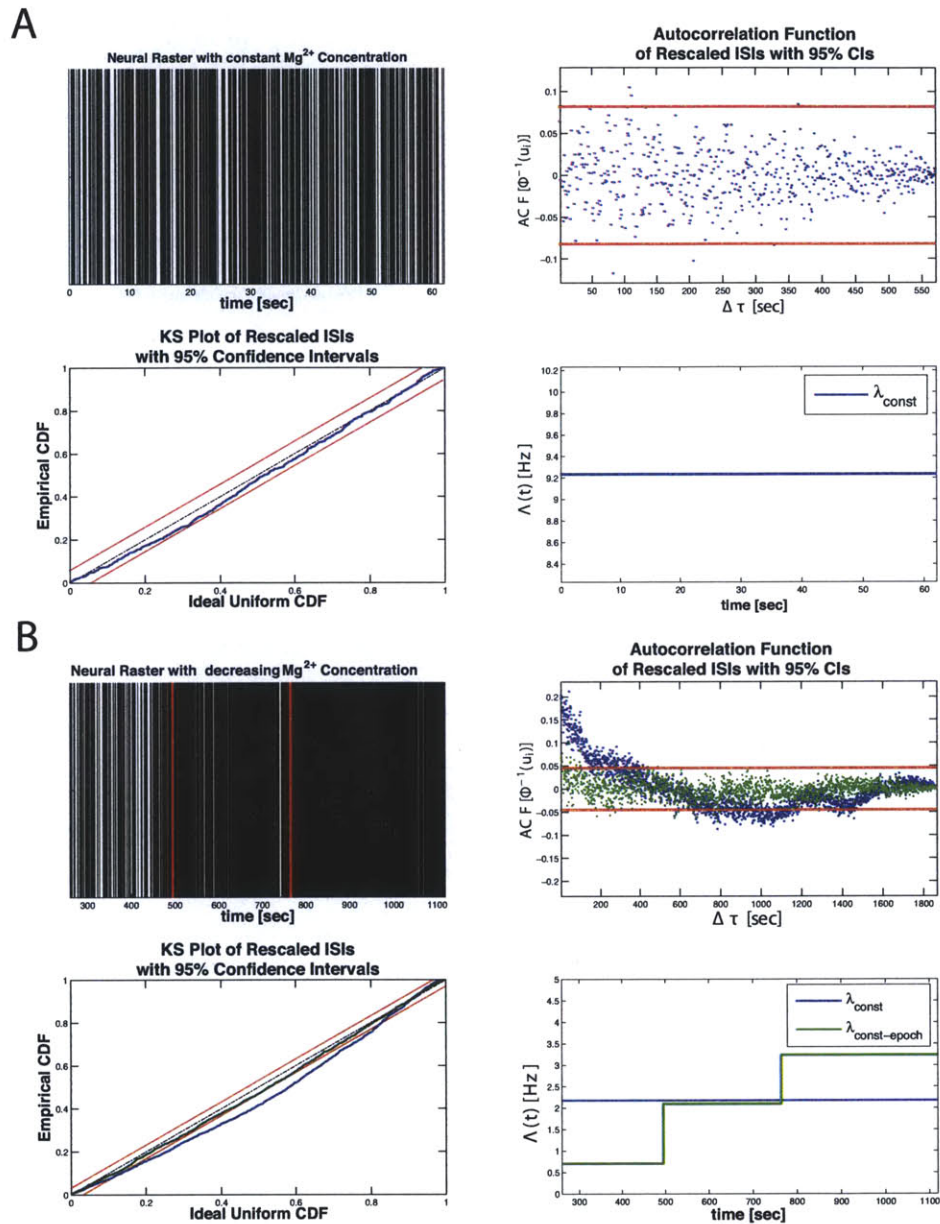 A
Neural Raster with constant Mg2+ Concentration
0 10 20 30 40 50 60
time [sec]
Autocorrelation Function
of Rescaled ISIs with 95% CIs
0.1
0.05
0
−0.05
−0.1
ACF [Φ−1(ui)]
50 100 150 200 250 300 350 400 450 500 550
Δ τ [sec]
KS Plot of Rescaled ISIs
with 95% Confidence Intervals
1
0.8
0.6
0.4
0.2
0
Empirical CDF
0 0.2 0.4 0.6 0.8 1
Ideal Uniform CDF
λconst
10.2
10
9.8
9.6
9.4
9.2
9
8.8
8.6
8.4
Λ (t) [Hz]
0 10 20 30 40 50 60
time [sec]
B
Neural Raster with decreasing Mg2+ Concentration
300 400 500 600 700 800 900 1000 1100
time [sec]
Autocorrelation Function
of Rescaled ISIs with 95% CIs
0.2
0.15
0.1
0.05
0
−0.05
−0.1
−0.15
−0.2
ACF [Φ−1(ui)]
200 400 600 800 1000 1200 1400 1600 1800
Δ τ [sec]
KS Plot of Rescaled ISIs
with 95% Confidence Intervals
1
0.8
0.6
0.4
0.2
0
Empirical CDF
0 0.2 0.4 0.6 0.8 1
Ideal Uniform CDF
λconst
λconst−epoch
5
4.5
4
3.5
3
2.5
2
1.5
1
0.5
0
Λ (t) [Hz]
300 400 500 600 700 800 900 1000 1100
time [sec]